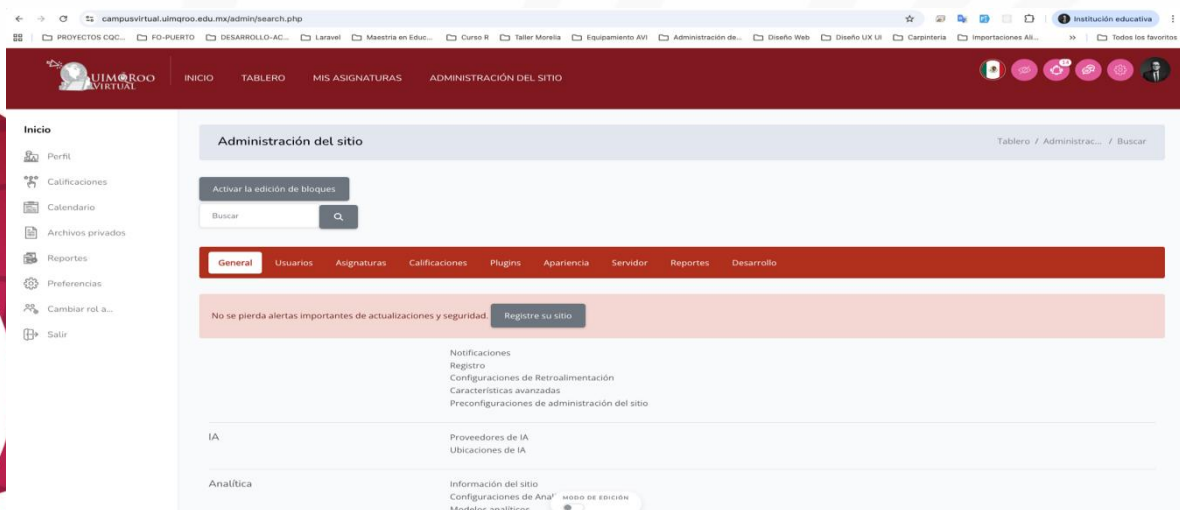 campusvirtual.uimqroo.edu.mx/admin/search.php
Institución educativa
PROYECTOS CQC...
FO-PUERTO
DESARROLLO-AC...
Laravel
Maestria en Educ...
Curso R
Taller Morelia
Equipamiento AVI
Administración de...
Diseño Web
Diseño UX UI
Carpinteria
Importaciones Ali...
Todos los favoritos
UIMQROO
VIRTUAL
INICIO
TABLERO
MIS ASIGNATURAS
ADMINISTRACIÓN DEL SITIO
Inicio
Perfil
Calificaciones
Calendario
Archivos privados
Reportes
Preferencias
Cambiar rol a...
Salir
Administración del sitio
Tablero / Administrac... / Buscar
Activar la edición de bloques
Buscar
General
Usuarios
Asignaturas
Calificaciones
Plugins
Apariencia
Servidor
Reportes
Desarrollo
No se pierda alertas importantes de actualizaciones y seguridad.
Registre su sitio
Notificaciones
Registro
Configuraciones de Retroalimentación
Características avanzadas
Preconfiguraciones de administración del sitio
IA
Proveedores de IA
Ubicaciones de IA
Analítica
Información del sitio
Configuraciones de Anal
MODO DE EDICIÓN
Modelos analíticos